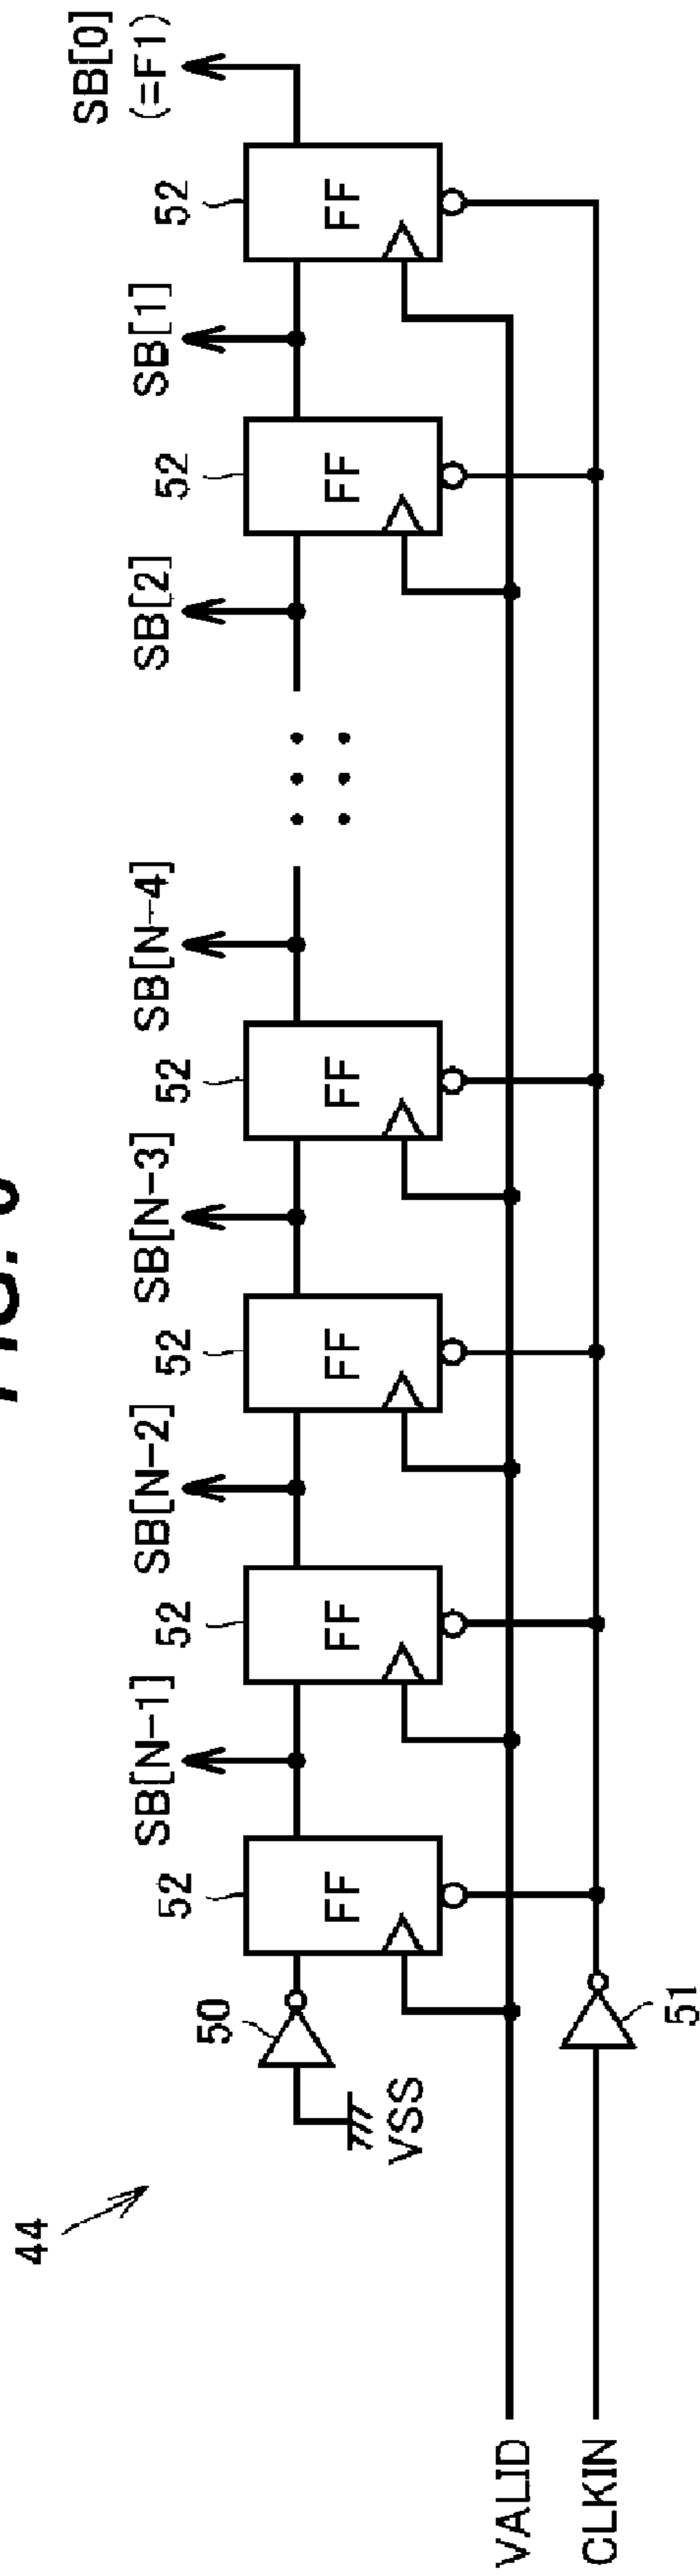 44
VSS
50
52
FF
SB[N-1]
52
FF
SB[N-2]
52
FF
SB[N-3]
52
FF
SB[N-4]
SB[2]
52
FF
SB[1]
52
FF
SB[0]
(=F1)
VALID
CLKIN
51